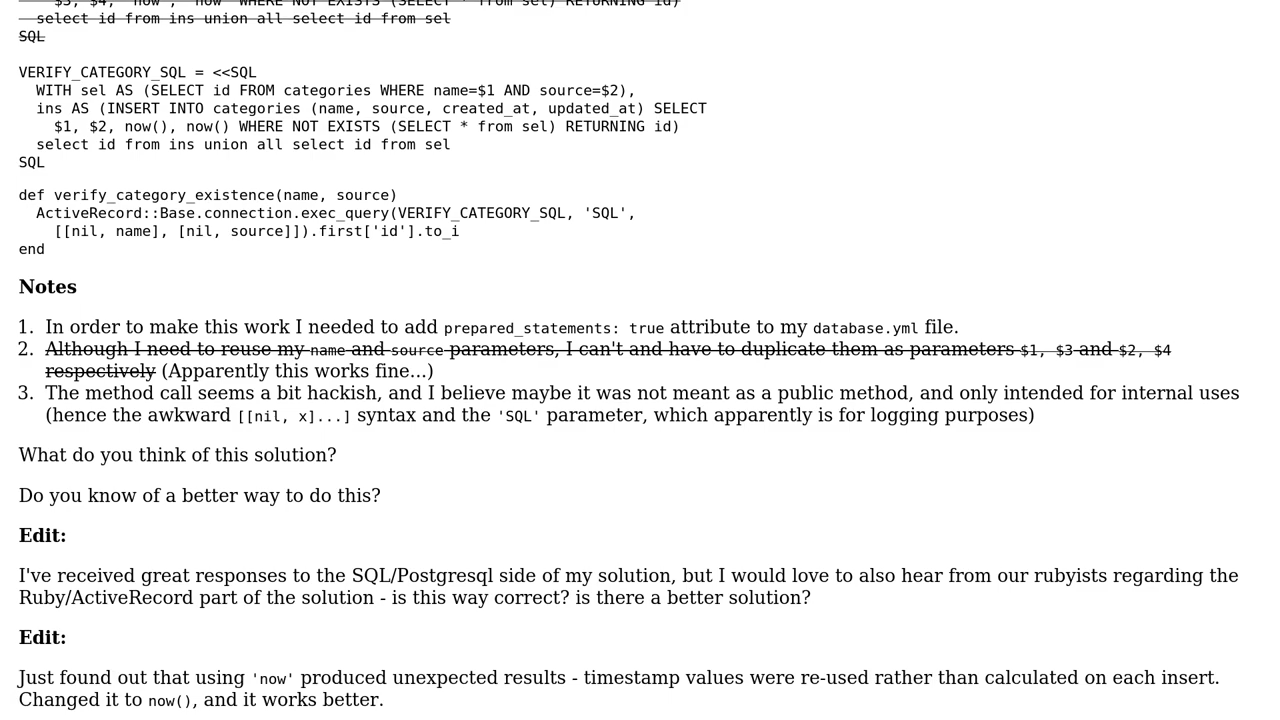 $3, $4, 'now', 'now' WHERE NOT EXISTS (SELECT * from sel) RETURNING id)
select id from ins union all select id from sel
SQL
VERIFY_CATEGORY_SQL = <<SQL
WITH sel AS (SELECT id FROM categories WHERE name=$1 AND source=$2),
ins AS (INSERT INTO categories (name, source, created_at, updated_at) SELECT
$1, $2, now(), now() WHERE NOT EXISTS (SELECT * from sel) RETURNING id)
select id from ins union all select id from sel
SQL
def verify_category_existence(name, source)
ActiveRecord::Base.connection.exec_query(VERIFY_CATEGORY_SQL, 'SQL',
[[nil, name], [nil, source]]).first['id'].to_i
end
Notes
1. In order to make this work I needed to add prepared_statements: true attribute to my database.yml file.
2. Although I need to reuse my name and source parameters, I can't and have to duplicate them as parameters $1, $3 and $2, $4
respectively (Apparently this works fine...)
3. The method call seems a bit hackish, and I believe maybe it was not meant as a public method, and only intended for internal uses
(hence the awkward [[nil, x]...] syntax and the 'SQL' parameter, which apparently is for logging purposes)
What do you think of this solution?
Do you know of a better way to do this?
Edit:
I've received great responses to the SQL/Postgresql side of my solution, but I would love to also hear from our rubyists regarding the
Ruby/ActiveRecord part of the solution - is this way correct? is there a better solution?
Edit:
Just found out that using 'now' produced unexpected results - timestamp values were re-used rather than calculated on each insert.
Changed it to now(), and it works better.